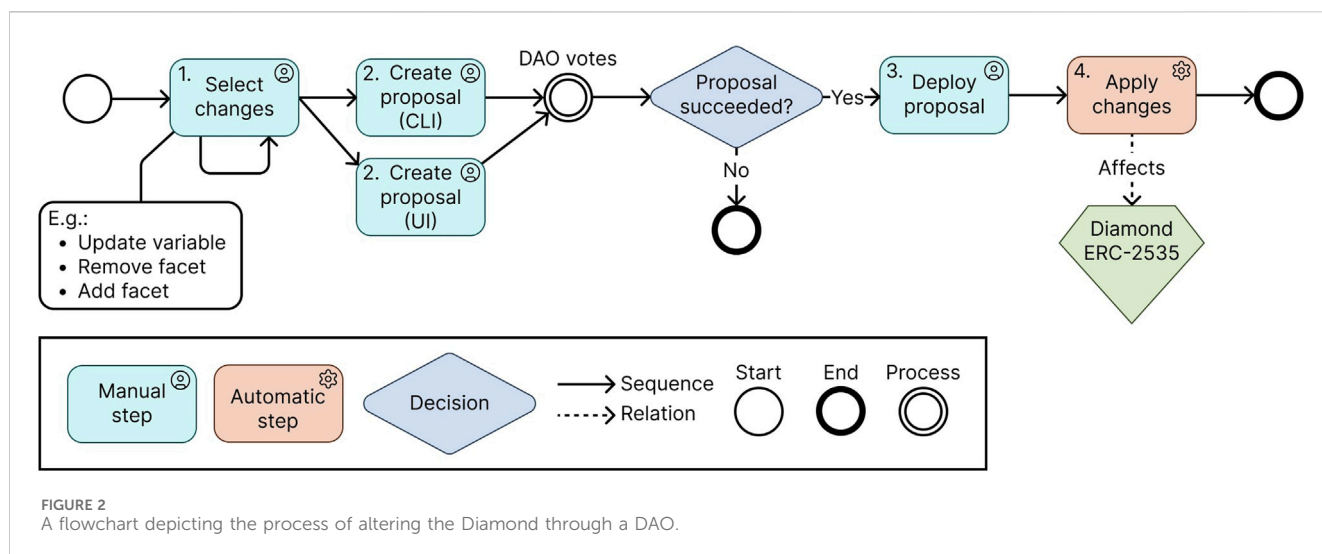 1. Select
changes
2. Create
proposal
(CLI)
2. Create
proposal
(UI)
DAO votes
Proposal
succeeded?
Yes
No
3. Deploy
proposal
4. Apply
changes
Affects
Diamond
ERC-2535
E.g.:
• Update variable
• Remove facet
• Add facet
Manual
step
Automatic
step
Decision
Sequence
Relation
Start
End
Process
FIGURE 2
A flowchart depicting the process of altering the Diamond through a DAO.